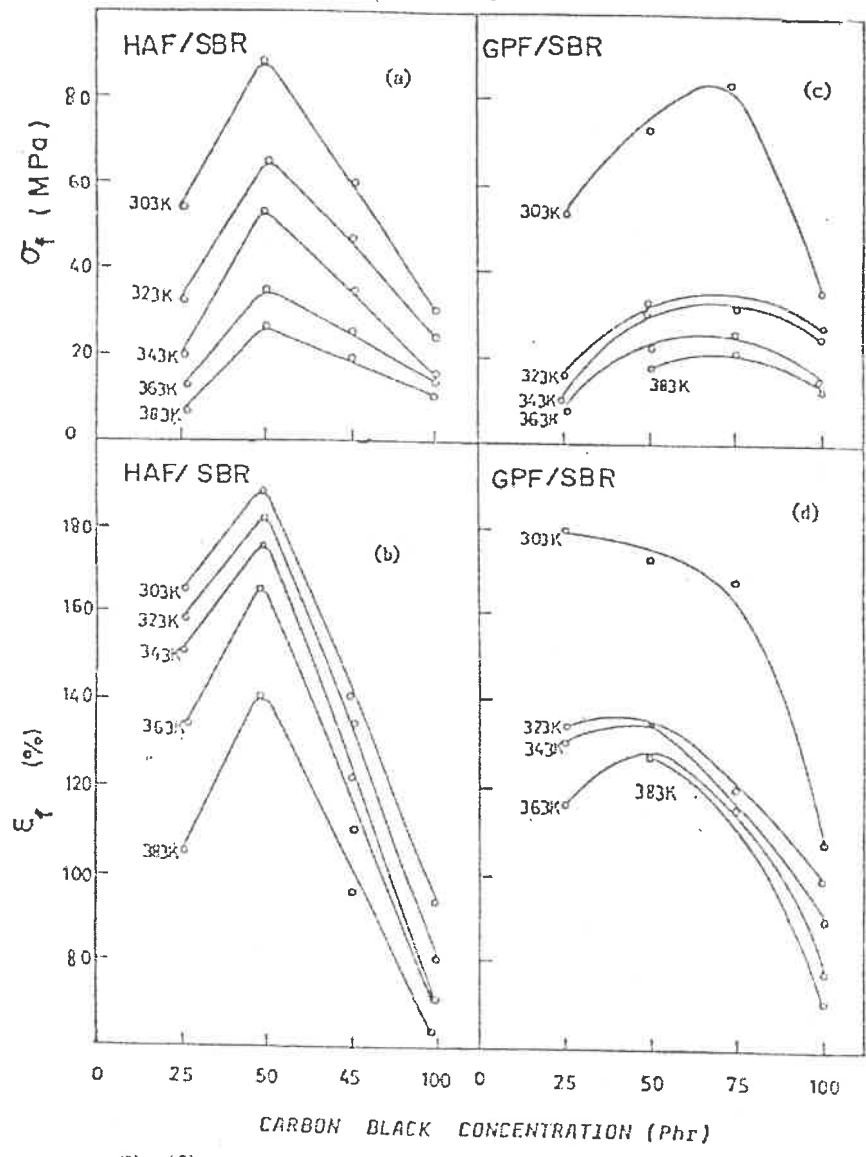 HAF/SBR
(a)
80
60
40
20
0
σf (MPa)
303K
323K
343K
363K
383K
GPF/SBR
(c)
303K
323K
343K
363K
383K
HAF/SBR
(b)
180
160
140
120
100
80
εf (%)
303K
323K
343K
363K
383K
0 25 50 45 100
GPF/SBR
(d)
303K
323K
343K
363K
383K
0 25 50 75 100
CARBON BLACK CONCENTRATION (Phr)